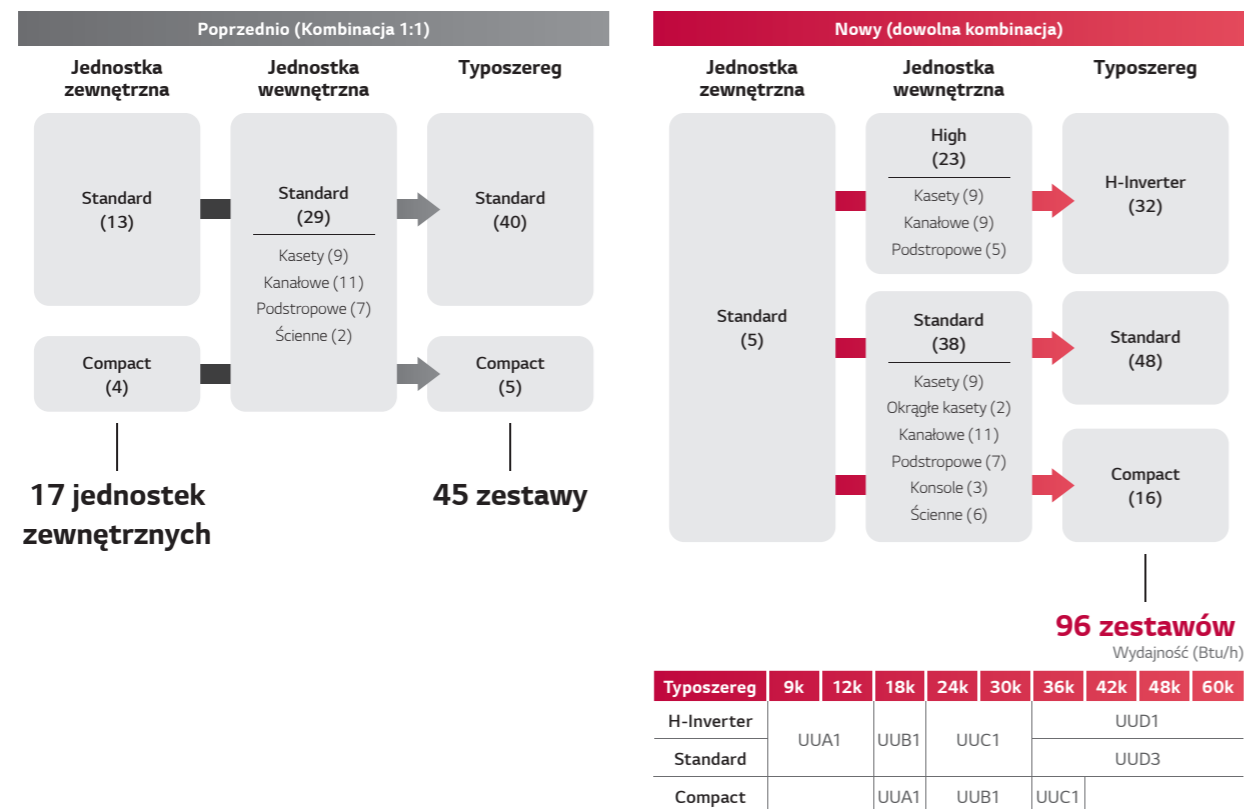 Poprzednio (Kombinacja 1:1)
Jednostka
zewnętrzna
Jednostka
wewnętrzna
Typoszereg
Standard
(13)
Standard
(29)
Kasety (9)
Kanałowe (11)
Podstropowe (7)
Ścienne (2)
Standard
(40)
Compact
(4)
Compact
(5)
17 jednostek
zewnętrznych
45 zestawy
Nowy (dowolna kombinacja)
Jednostka
zewnętrzna
Jednostka
wewnętrzna
Typoszereg
Standard
(5)
High
(23)
Kasety (9)
Kanałowe (9)
Podstropowe (5)
H-Inverter
(32)
Standard
(38)
Kasety (9)
Okrągłe kasety (2)
Kanałowe (11)
Podstropowe (7)
Konsole (3)
Ścienne (6)
Standard
(48)
Compact
(16)
96 zestawów
Wydajność (Btu/h)
Typoszereg 9k 12k 18k 24k 30k 36k 42k 48k 60k
H-Inverter UUA1 UUB1 UUC1 UUD1
Standard UUD3
Compact UUA1 UUB1 UUC1